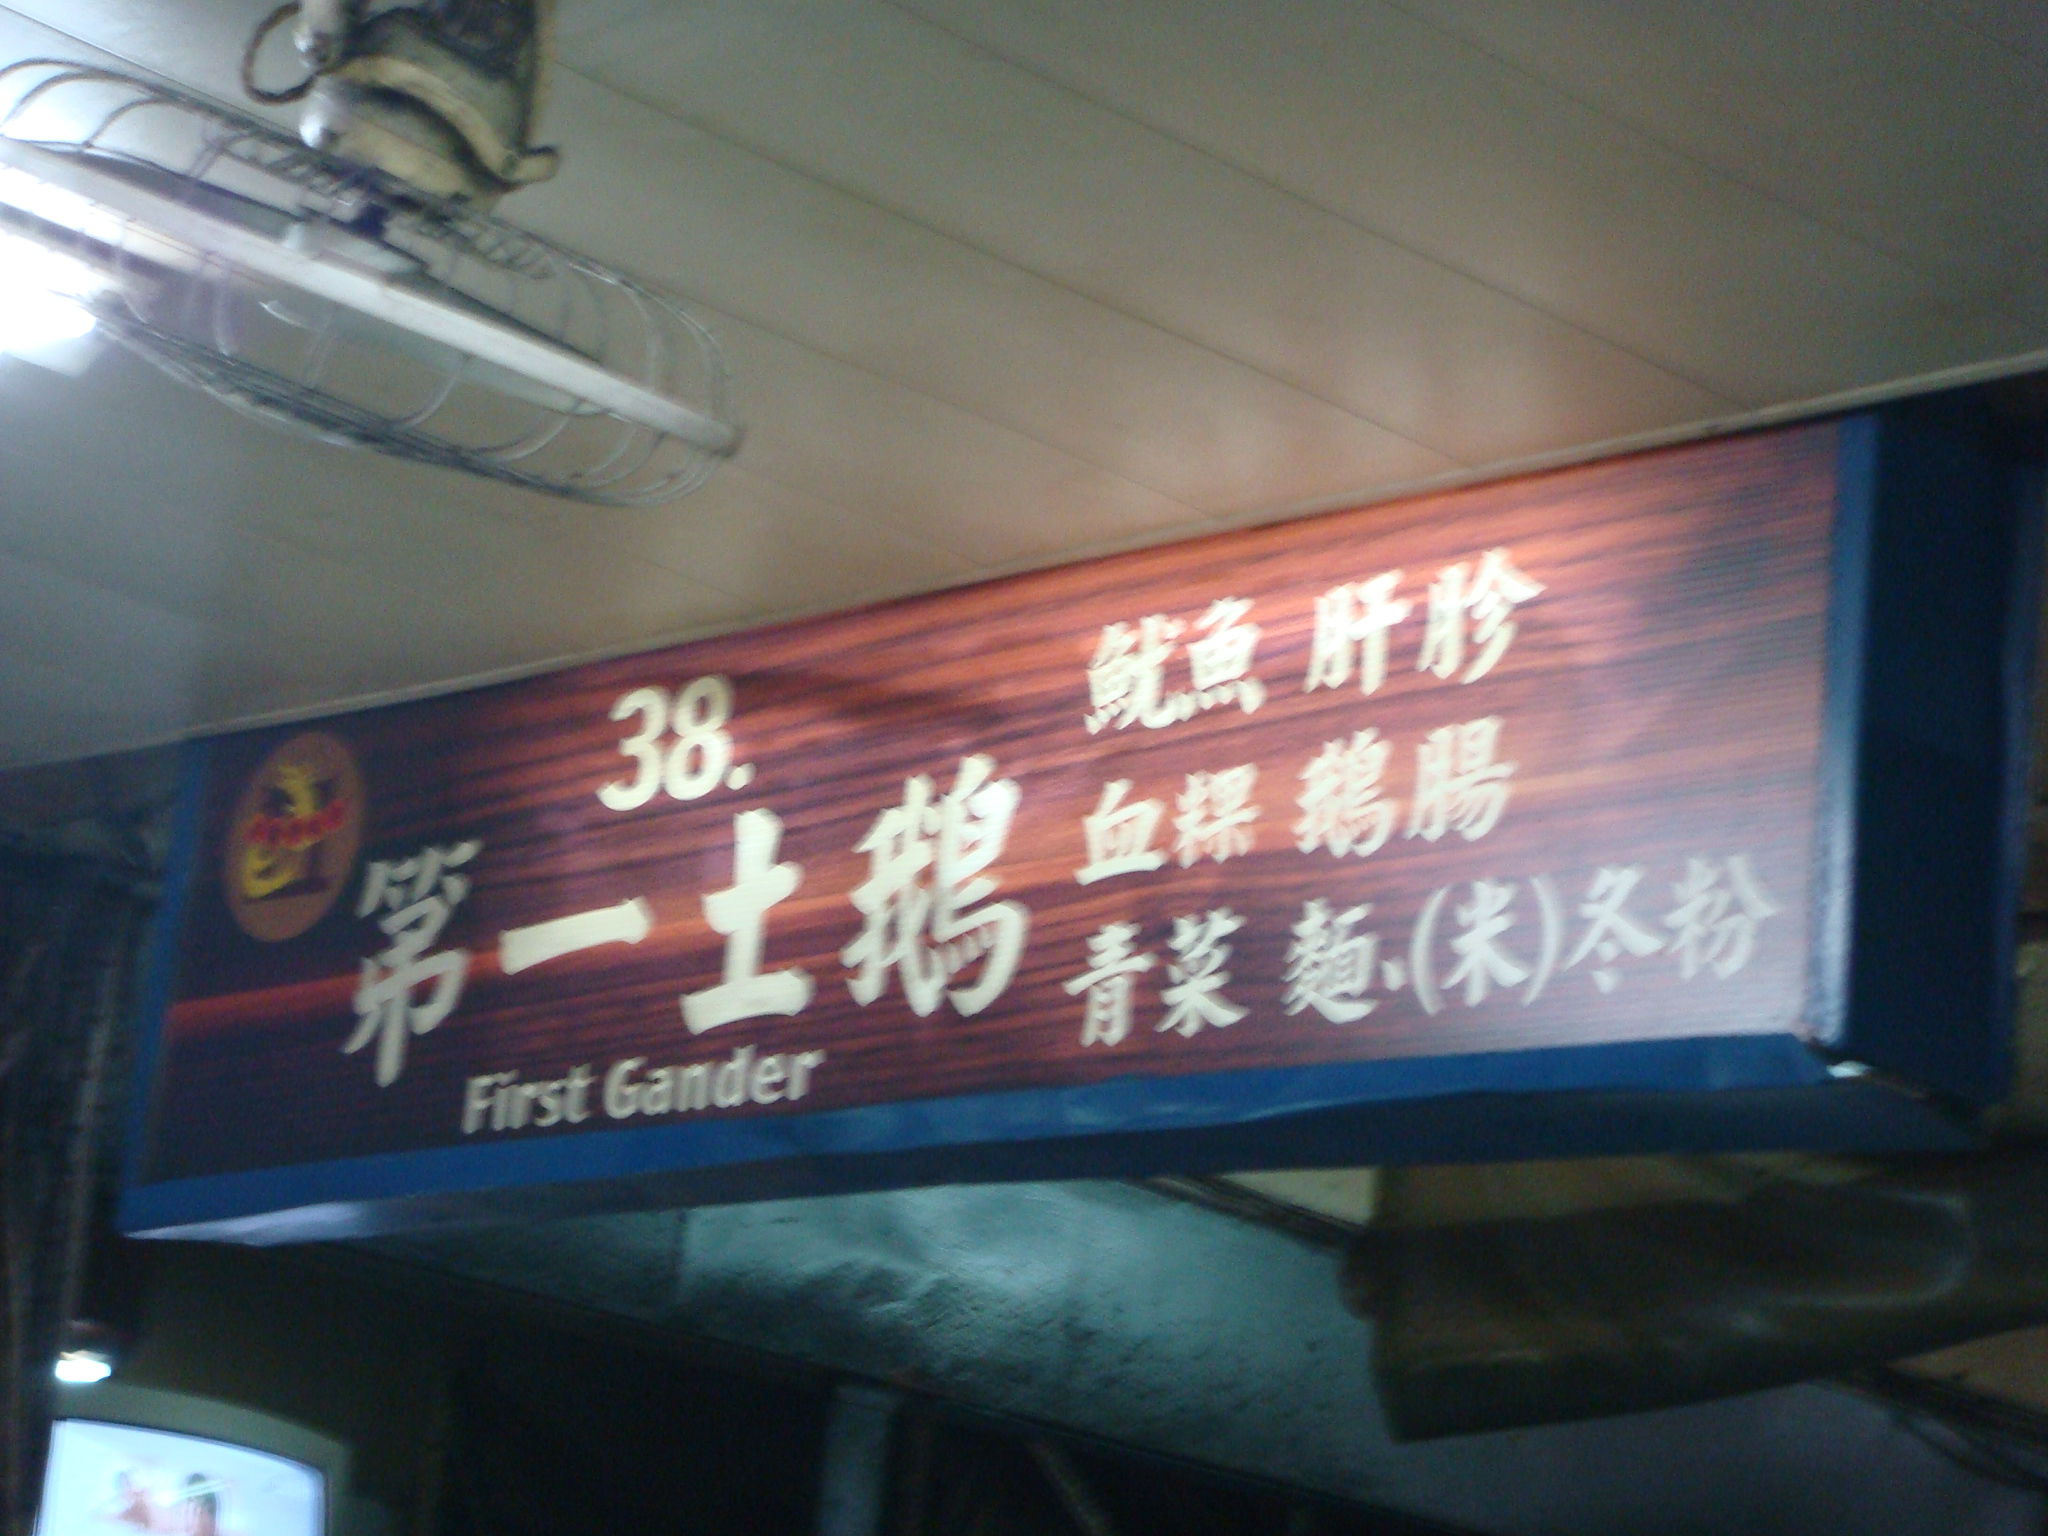 38.
第一土鵝
First Gander
魷魚 肝胗
血粿 鵝腸
青菜 麵、(米)冬粉